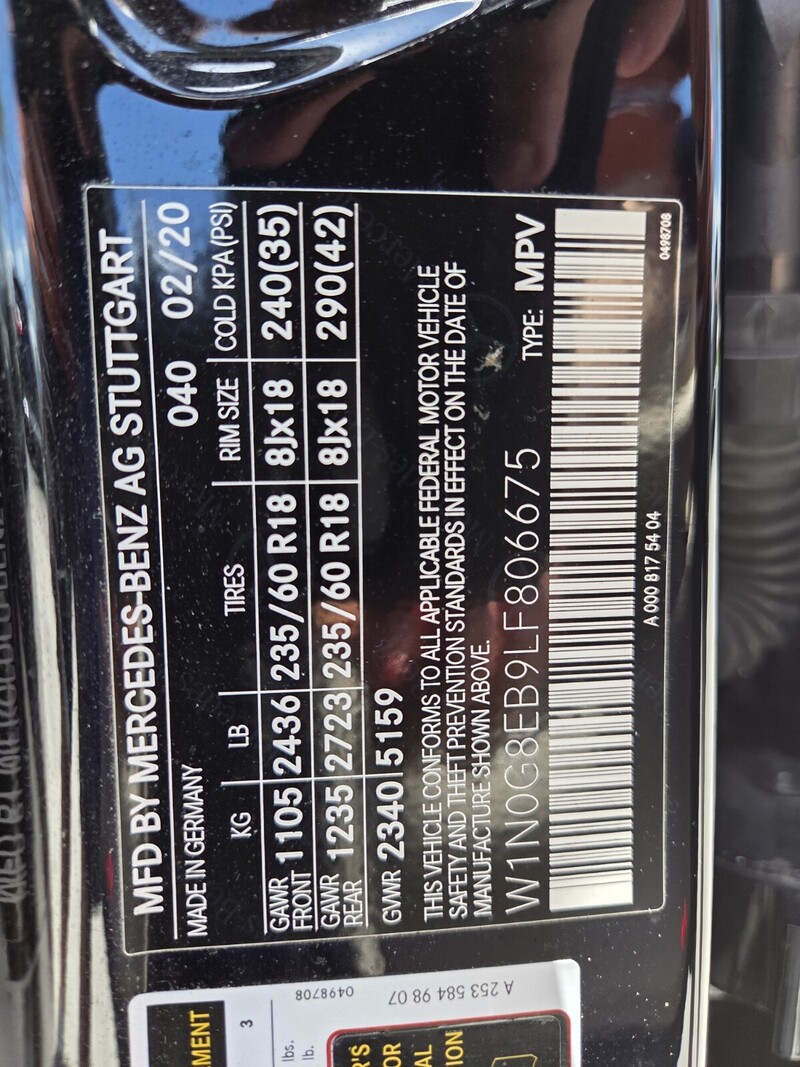 MFD BY MERCEDES-BENZ AG STUTTGART
MADE IN GERMANY 040 02/20
KG LB TIRES RIM SIZE COLD KPA (PSI)
GAWR FRONT 1105 2436 235/60 R18 8Jx18 240(35)
GAWR REAR 1235 2723 235/60 R18 8Jx18 290(42)
GVWR 2340 5159
THIS VEHICLE CONFORMS TO ALL APPLICABLE FEDERAL MOTOR VEHICLE
SAFETY AND THEFT PREVENTION STANDARDS IN EFFECT ON THE DATE OF
MANUFACTURE SHOWN ABOVE.
W1N0G8EB9LF806675 TYPE: MPV
A 000 817 54 04 0498708
A 253 584 98 07 0498708
MENT
3
lbs.
lb.
'S
OR
AL
ION